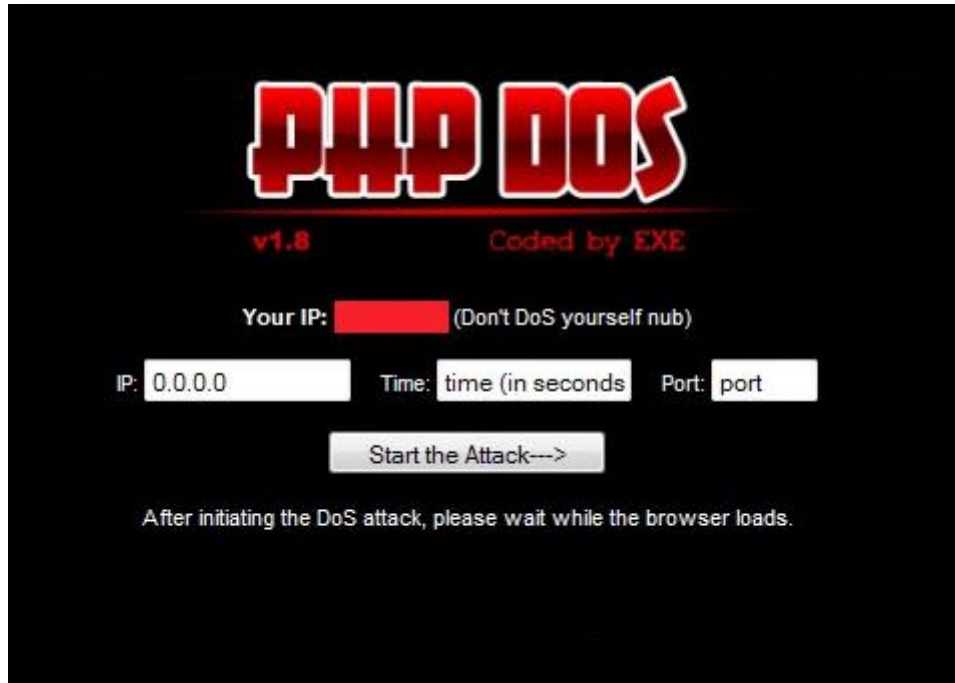 PHP DOS
v1.8 Coded by EXE
Your IP: (Don't DoS yourself nub)
IP: 0.0.0.0 Time: time (in seconds Port: port
Start the Attack--->
After initiating the DoS attack, please wait while the browser loads.